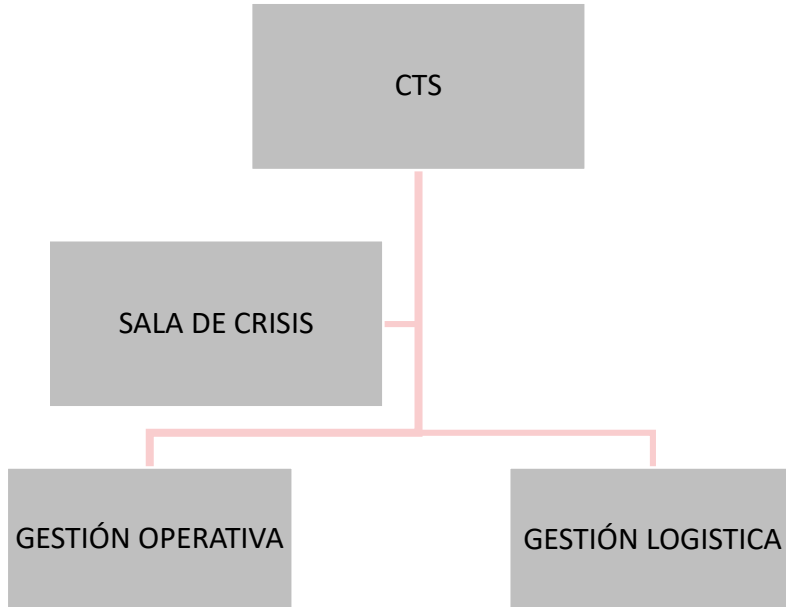 CTS
SALA DE CRISIS
GESTIÓN OPERATIVA
GESTIÓN LOGISTICA